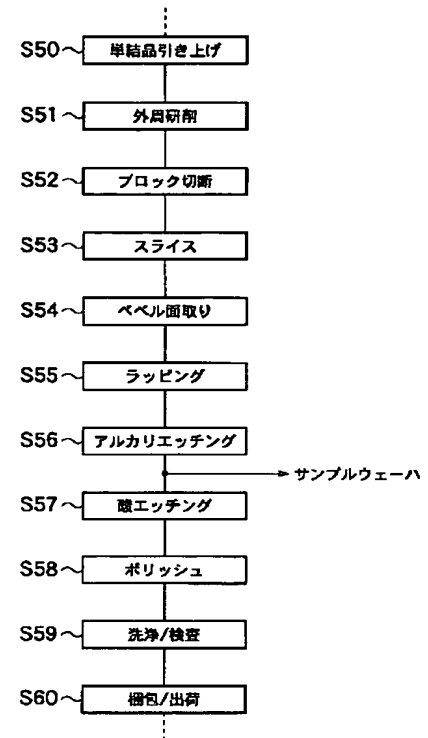 S50 単結晶引き上げ
S51 外周研削
S52 ブロック切断
S53 スライス
S54 ベベル面取り
S55 ラッピング
S56 アルカリエッチング
サンプルウェーハ
S57 酸エッチング
S58 ポリッシュ
S59 洗浄/検査
S60 梱包/出荷